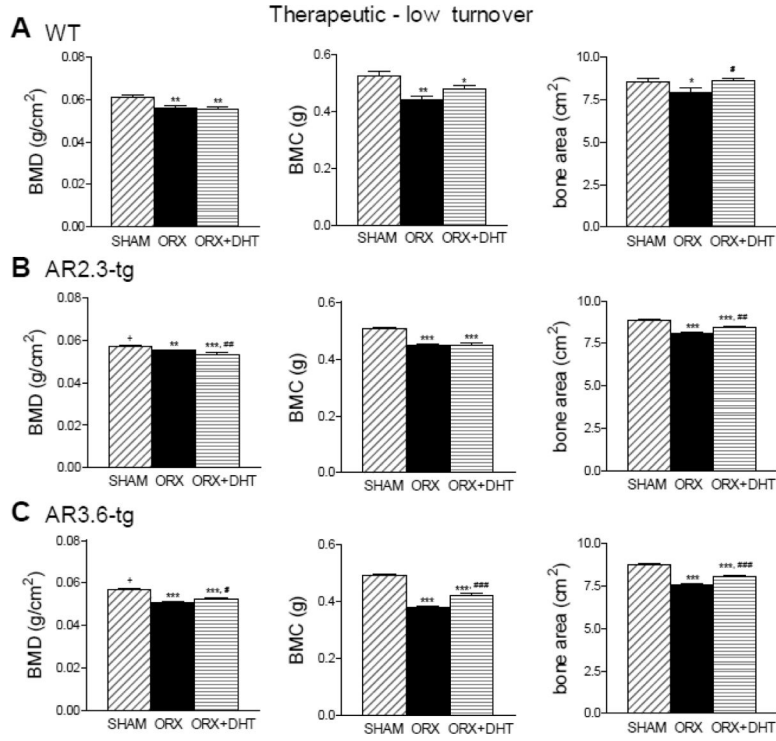 Therapeutic - low turnover
A WT
BMD (g/cm²)
0.08
0.06
0.04
0.02
0.00
**
**
SHAM ORX ORX+DHT
BMC (g)
0.6
0.4
0.2
0.0
**
*
SHAM ORX ORX+DHT
bone area (cm²)
10.0
7.5
5.0
2.5
0.0
*
#
SHAM ORX ORX+DHT
B AR2.3-tg
BMD (g/cm²)
0.08
0.06
0.04
0.02
0.00
+
**
***, ##
SHAM ORX ORX+DHT
BMC (g)
0.6
0.4
0.2
0.0
***
***
SHAM ORX ORX+DHT
bone area (cm²)
10.0
7.5
5.0
2.5
0.0
***
***, ##
SHAM ORX ORX+DHT
C AR3.6-tg
BMD (g/cm²)
0.08
0.06
0.04
0.02
0.00
+
***
***, #
SHAM ORX ORX+DHT
BMC (g)
0.6
0.4
0.2
0.0
***
***, ###
SHAM ORX ORX+DHT
bone area (cm²)
10.0
7.5
5.0
2.5
0.0
***
***, ###
SHAM ORX ORX+DHT